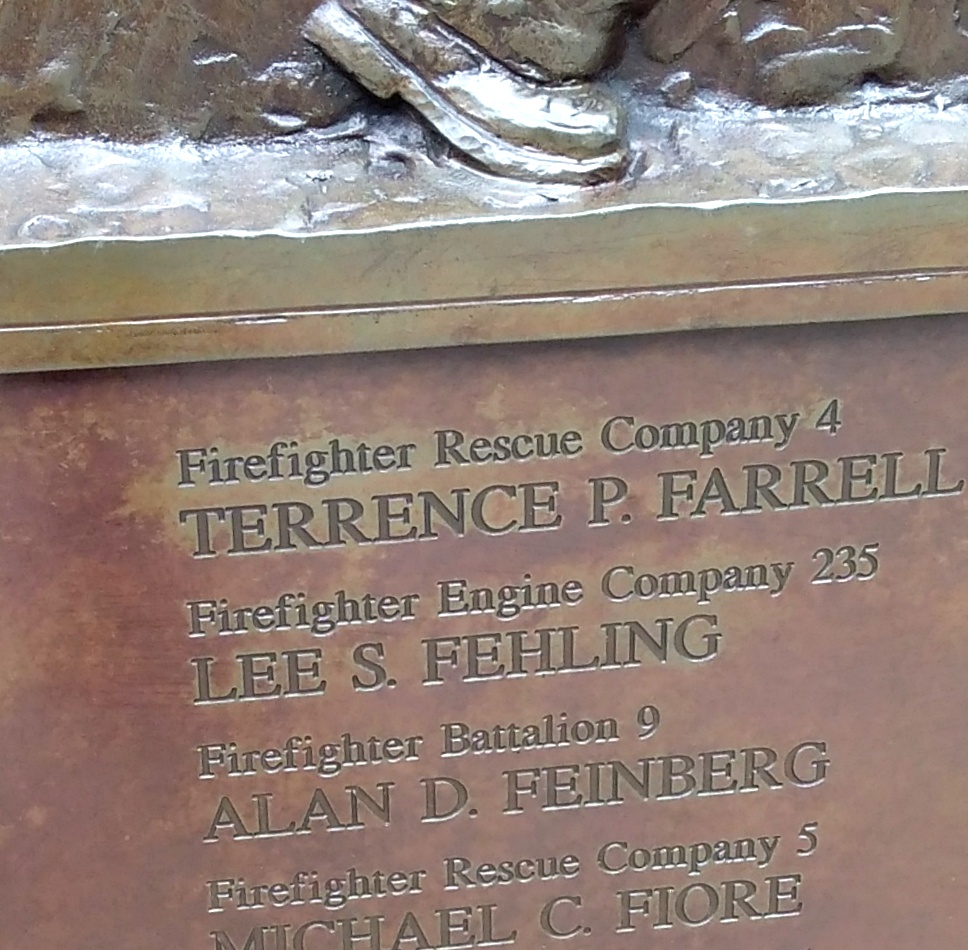 Firefighter Rescue Company 4
TERRENCE P. FARRELL
Firefighter Engine Company 235
LEE S. FEHLING
Firefighter Battalion 9
ALAN D. FEINBERG
Firefighter Rescue Company 5
MICHAEL C. FIORE